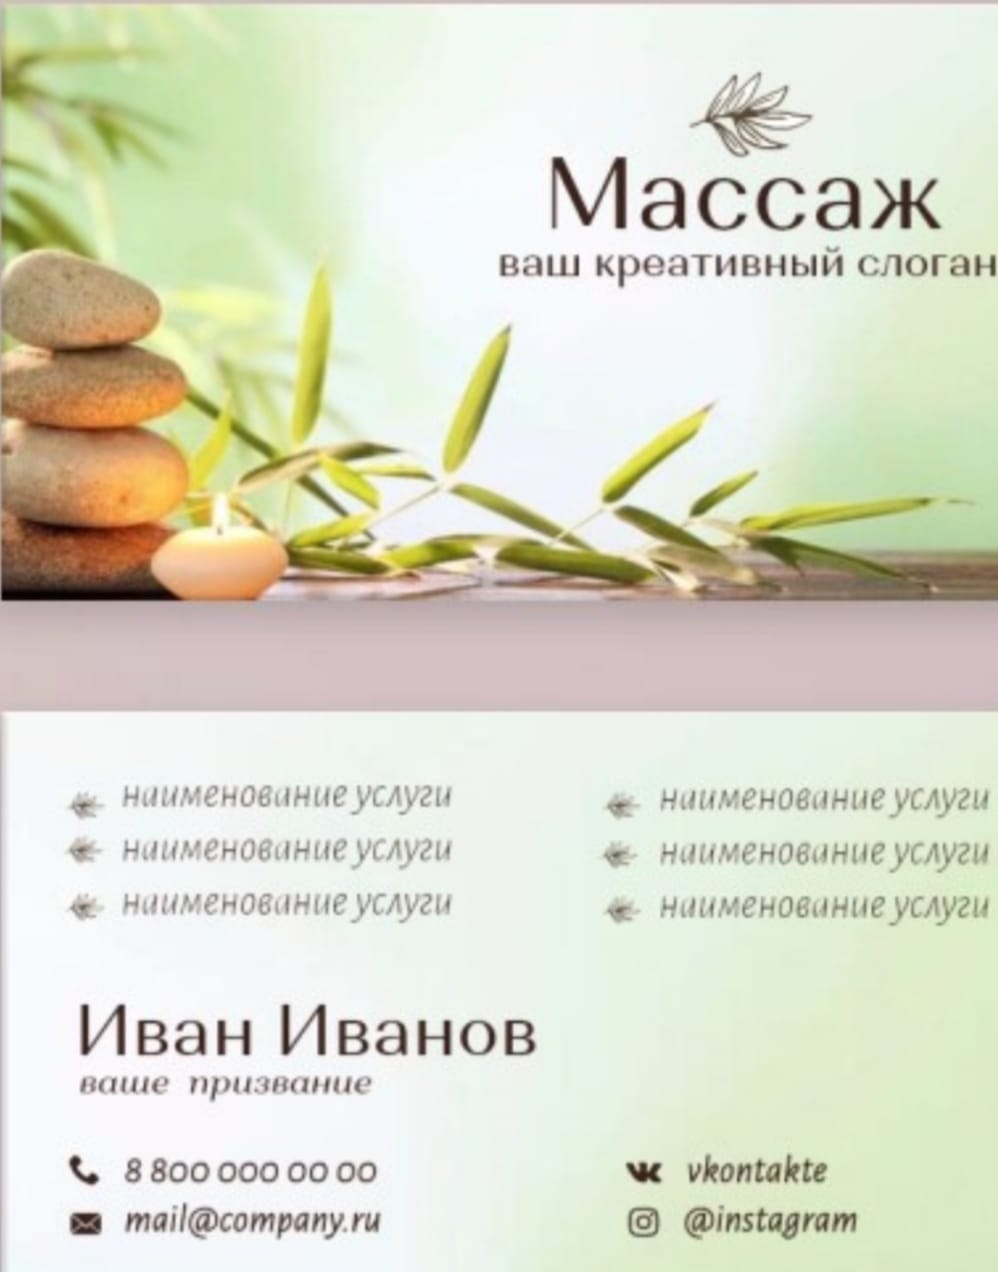 Массаж
ваш креативный слоган
наименование услуги
наименование услуги
наименование услуги
наименование услуги
наименование услуги
наименование услуги
Иван Иванов
ваше призвание
8 800 000 00 00
mail@company.ru
vkontakte
@instagram